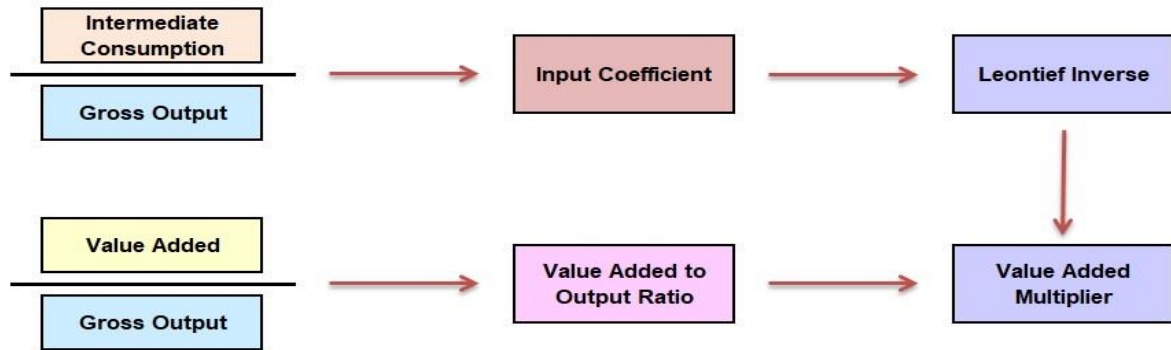 Intermediate
Consumption
Gross Output
Input Coefficient
Leontief Inverse
Value Added
Gross Output
Value Added to
Output Ratio
Value Added
Multiplier